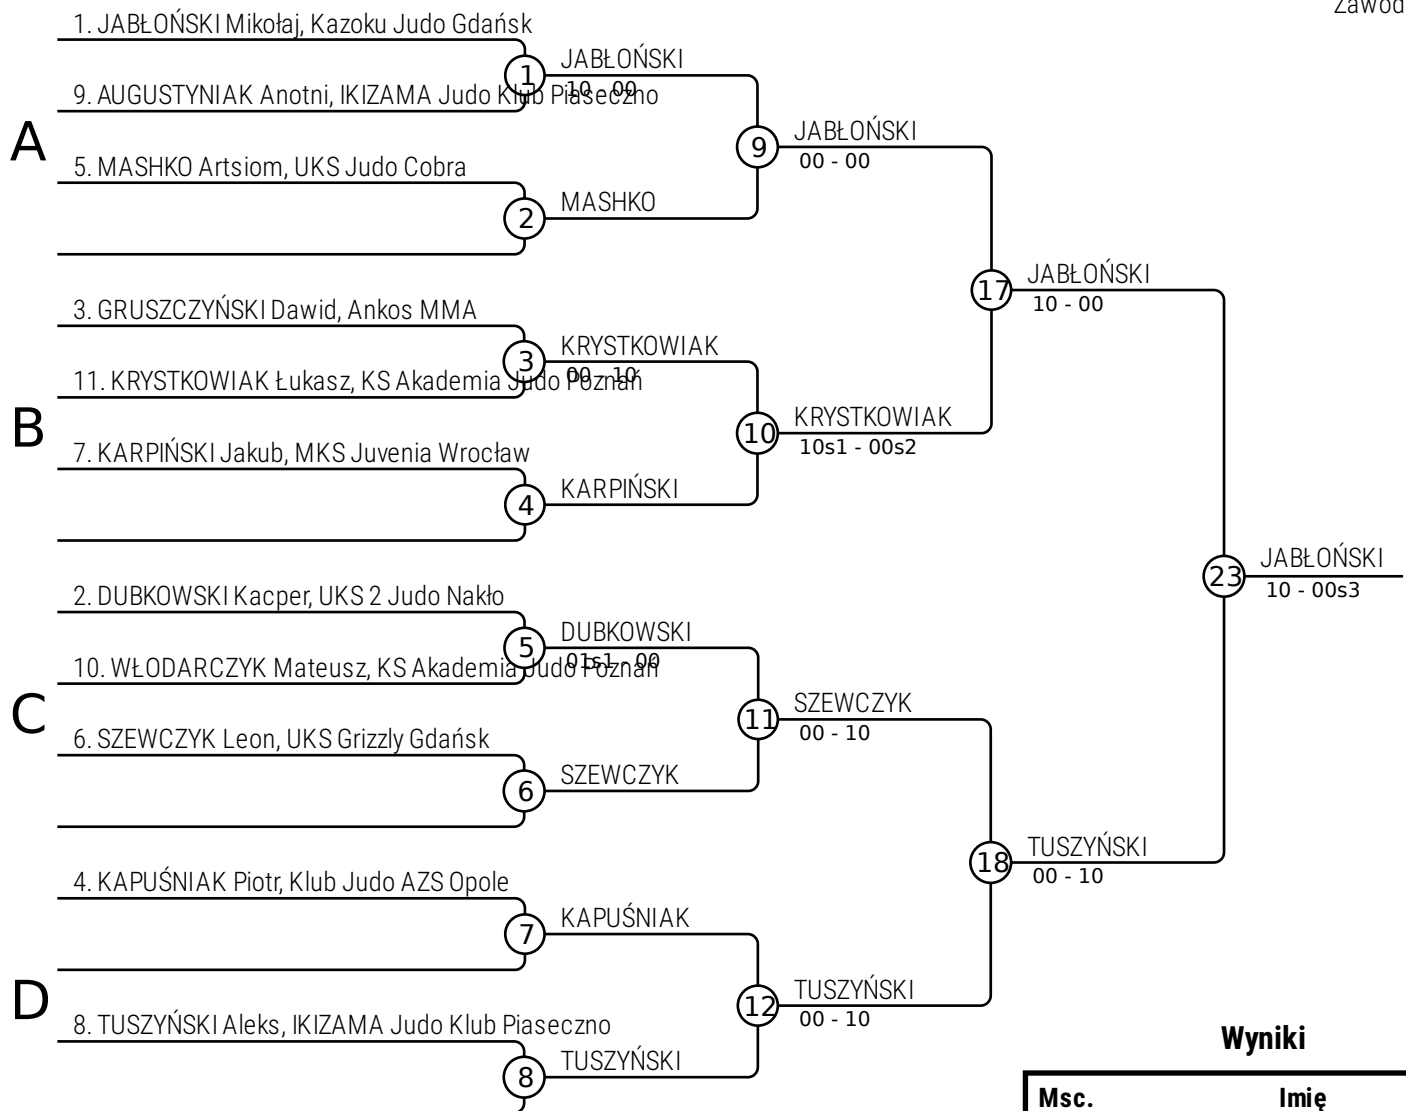 Zawod
1. JABŁOŃSKI Mikołaj, Kazoku Judo Gdańsk
1
JABŁOŃSKI
10 - 00
9. AUGUSTYNIAK Anotni, IKIZAMA Judo Klub Piaseczno
A
9
JABŁOŃSKI
00 - 00
5. MASHKO Artsiom, UKS Judo Cobra
2
MASHKO
17
JABŁOŃSKI
10 - 00
3. GRUSZCZYŃSKI Dawid, Ankos MMA
3
KRYSTKOWIAK
00 - 10
11. KRYSTKOWIAK Łukasz, KS Akademia Judo Poznań
B
10
KRYSTKOWIAK
10s1 - 00s2
7. KARPIŃSKI Jakub, MKS Juvenia Wrocław
4
KARPIŃSKI
23
JABŁOŃSKI
10 - 00s3
2. DUBKOWSKI Kacper, UKS 2 Judo Nakło
5
DUBKOWSKI
01s1 - 00
10. WŁODARCZYK Mateusz, KS Akademia Judo Poznań
C
11
SZEWCZYK
00 - 10
6. SZEWCZYK Leon, UKS Grizzly Gdańsk
6
SZEWCZYK
18
TUSZYŃSKI
00 - 10
4. KAPUŚNIAK Piotr, Klub Judo AZS Opole
7
KAPUŚNIAK
D
12
TUSZYŃSKI
00 - 10
8. TUSZYŃSKI Aleks, IKIZAMA Judo Klub Piaseczno
8
TUSZYŃSKI
Wyniki
Msc. Imię